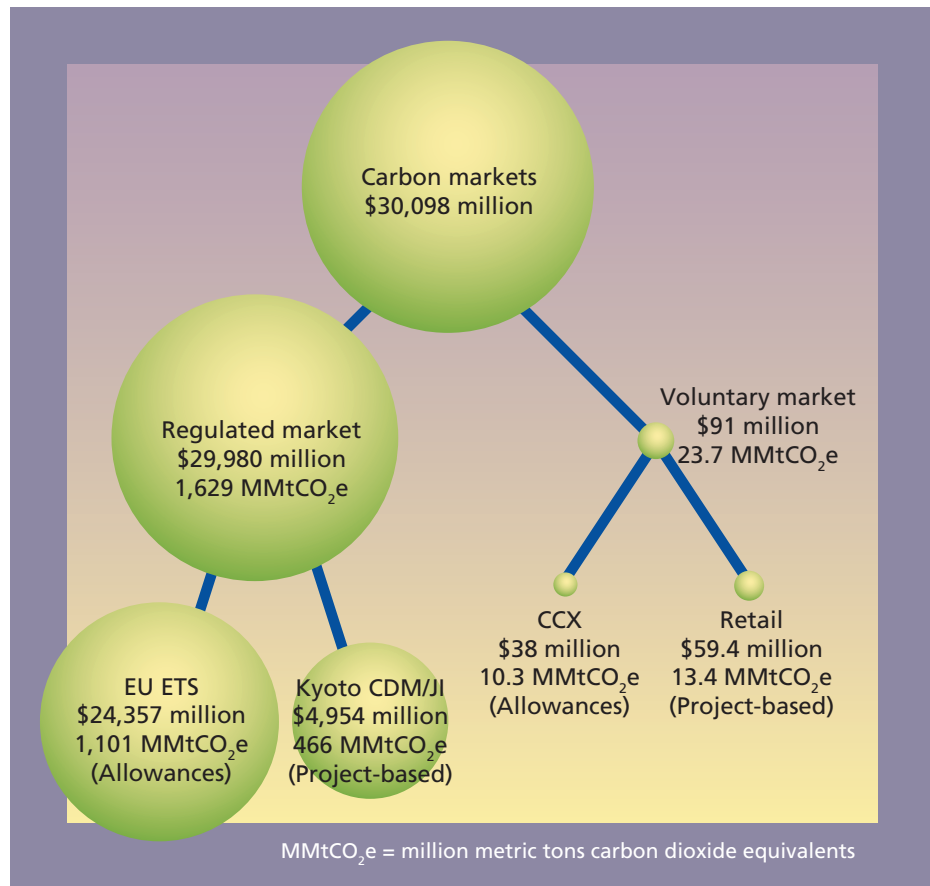 Carbon markets
$30,098 million
Regulated market
$29,980 million
1,629 MMtCO₂e
Voluntary market
$91 million
23.7 MMtCO₂e
EU ETS
$24,357 million
1,101 MMtCO₂e
(Allowances)
Kyoto CDM/JI
$4,954 million
466 MMtCO₂e
(Project-based)
CCX
$38 million
10.3 MMtCO₂e
(Allowances)
Retail
$59.4 million
13.4 MMtCO₂e
(Project-based)
MMtCO₂e = million metric tons carbon dioxide equivalents